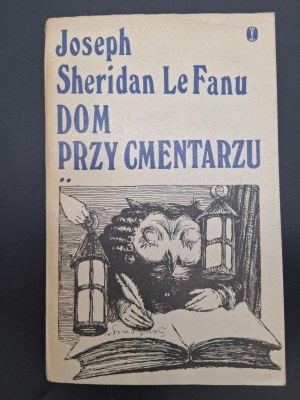 Joseph
Sheridan Le Fanu
DOM
PRZY CMENTARZU
..